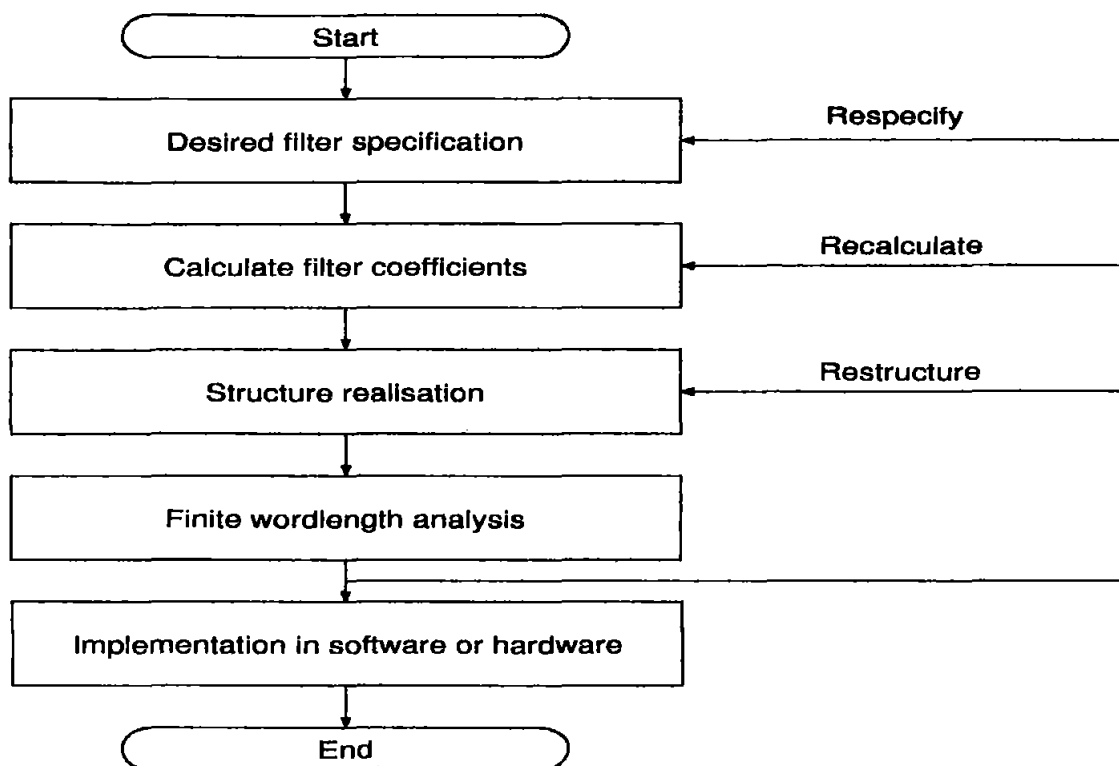 Start
Desired filter specification
Respecify
Calculate filter coefficients
Recalculate
Structure realisation
Restructure
Finite wordlength analysis
Implementation in software or hardware
End